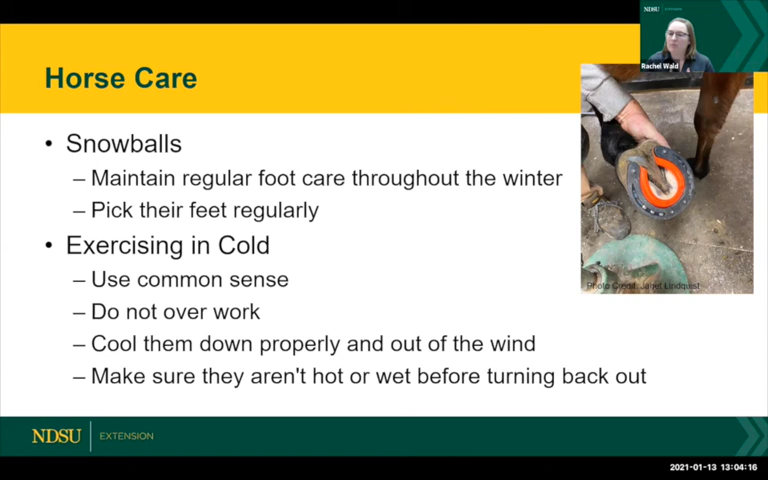 NDSU EXTENSION
Rachel Wald
Horse Care
• Snowballs
– Maintain regular foot care throughout the winter
– Pick their feet regularly
• Exercising in Cold
– Use common sense
– Do not over work
– Cool them down properly and out of the wind
– Make sure they aren't hot or wet before turning back out
Photo Credit: Janet Lindquist
NDSU EXTENSION
2021-01-13 13:04:16